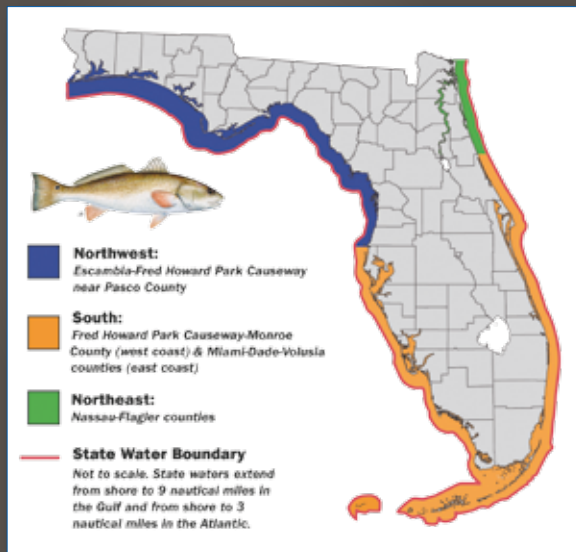 Northwest:
Escambia-Fred Howard Park Causeway
near Pasco County
South:
Fred Howard Park Causeway-Monroe
County (west coast) & Miami-Dade-Volusia
counties (east coast)
Northeast:
Nassau-Flagler counties
State Water Boundary
Not to scale. State waters extend
from shore to 9 nautical miles in
the Gulf and from shore to 3
nautical miles in the Atlantic.